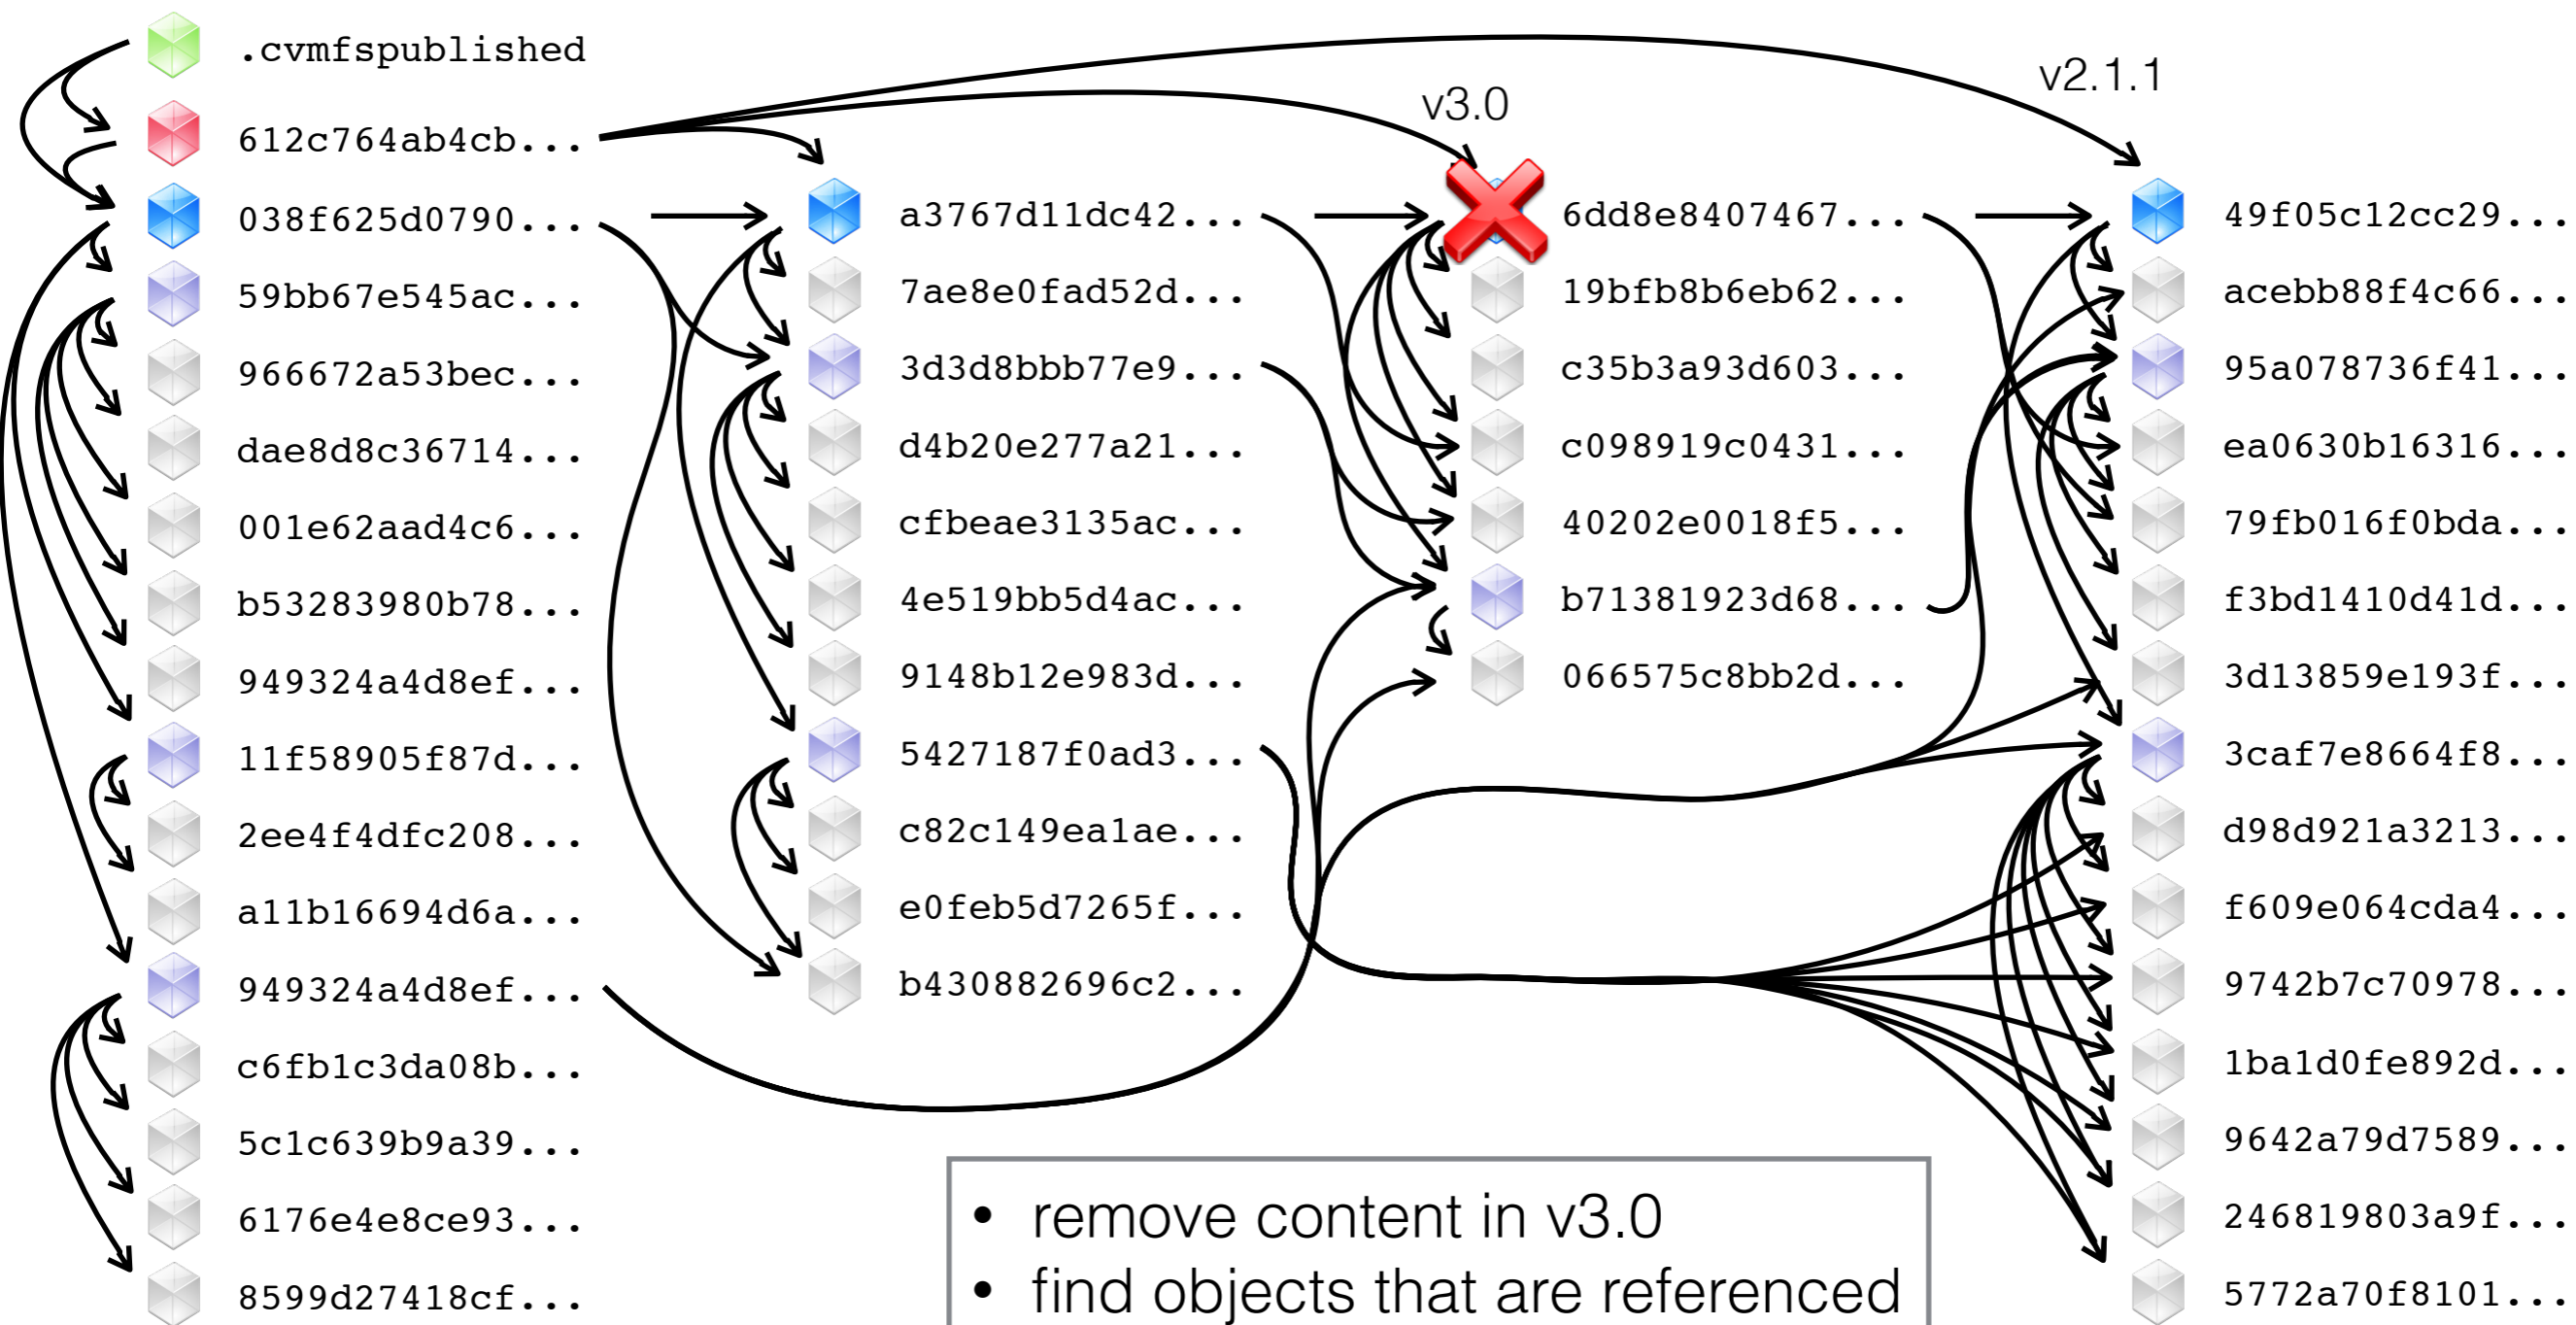 .cvmfspublished
612c764ab4cb...
038f625d0790...
59bb67e545ac...
966672a53bec...
dae8d8c36714...
001e62aad4c6...
b53283980b78...
949324a4d8ef...
11f58905f87d...
2ee4f4dfc208...
a11b16694d6a...
949324a4d8ef...
c6fb1c3da08b...
5c1c639b9a39...
6176e4e8ce93...
8599d27418cf...
a3767d11dc42...
7ae8e0fad52d...
3d3d8bbb77e9...
d4b20e277a21...
cfbeae3135ac...
4e519bb5d4ac...
9148b12e983d...
5427187f0ad3...
c82c149ea1ae...
e0feb5d7265f...
b430882696c2...
v3.0
6dd8e8407467...
19bfb8b6eb62...
c35b3a93d603...
c098919c0431...
40202e0018f5...
b71381923d68...
066575c8bb2d...
v2.1.1
49f05c12cc29...
acebb88f4c66...
95a078736f41...
ea0630b16316...
79fb016f0bda...
f3bd1410d41d...
3d13859e193f...
3caf7e8664f8...
d98d921a3213...
f609e064cda4...
9742b7c70978...
1ba1d0fe892d...
9642a79d7589...
246819803a9f...
5772a70f8101...
• remove content in v3.0
• find objects that are referenced